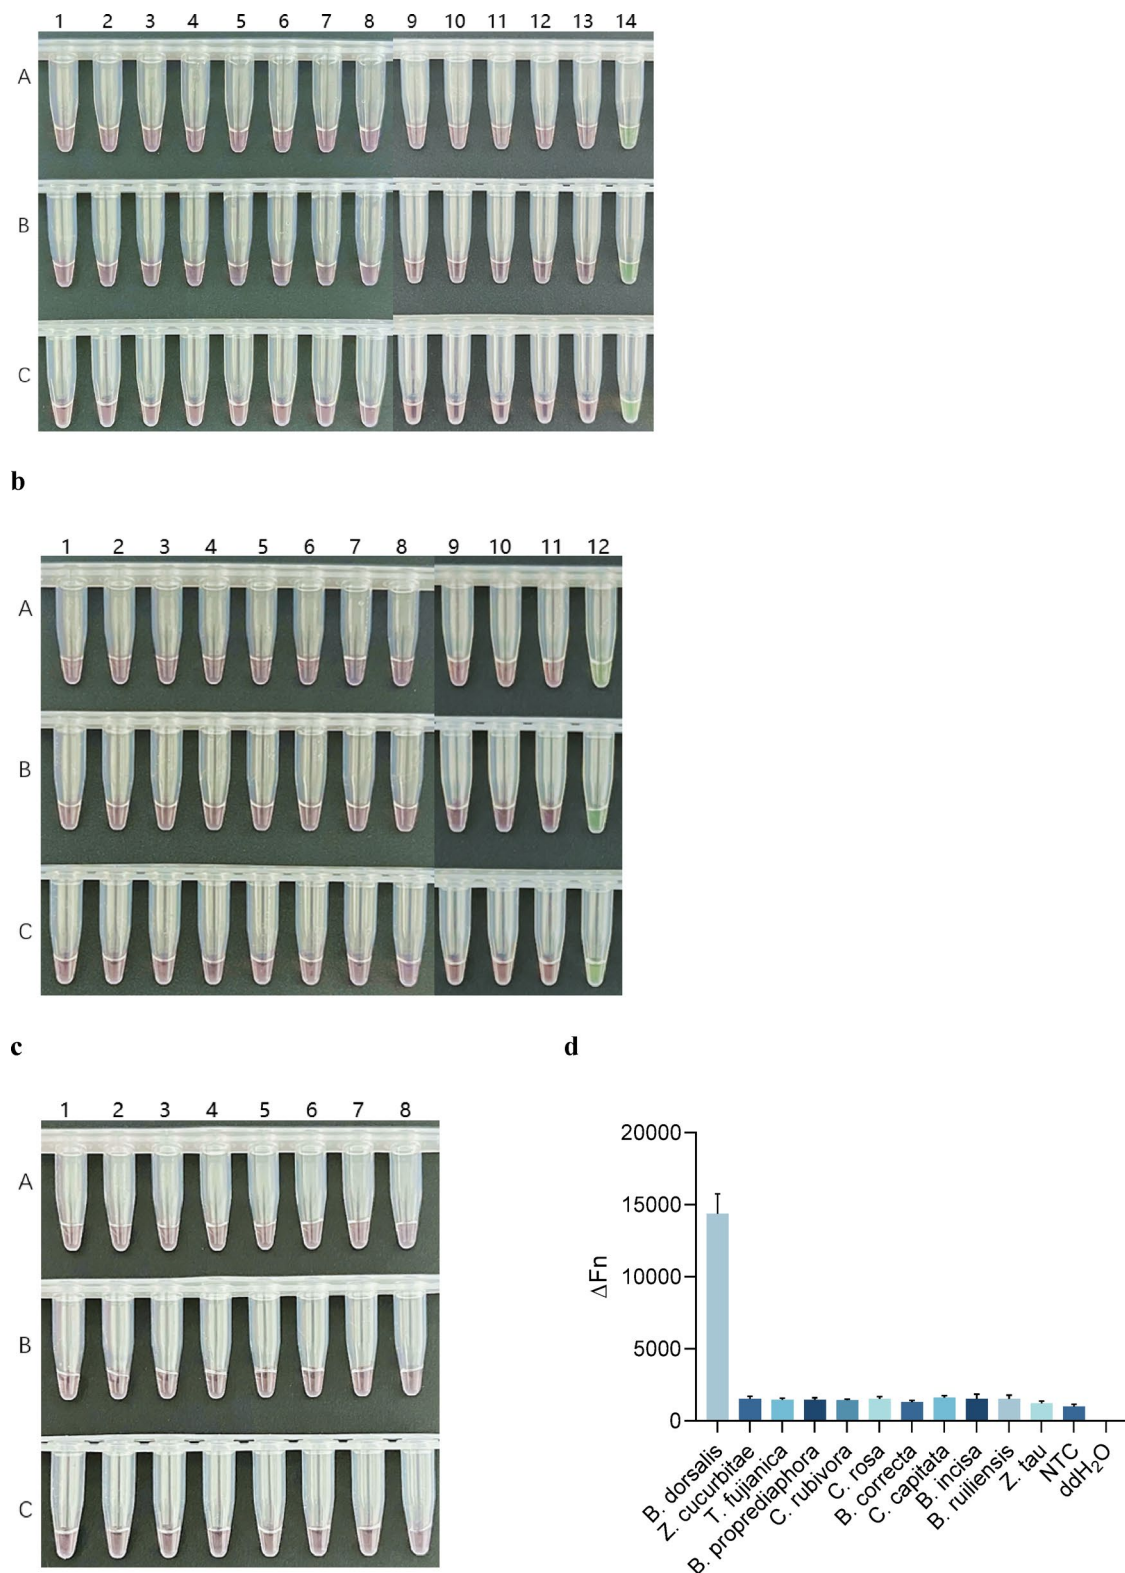 1 2 3 4 5 6 7 8 9 10 11 12 13 14
A
B
C
b
1 2 3 4 5 6 7 8 9 10 11 12
A
B
C
c
d
1 2 3 4 5 6 7 8
A
B
C
20000
15000
10000
5000
0
ΔFn
B. dorsalis
Z. cucurbitae
T. fujianica
B. proprediaphora
C. rubivora
C. rosa
B. correcta
C. capitata
B. incisa
B. ruiliensis
Z. tau
NTC
ddH₂O